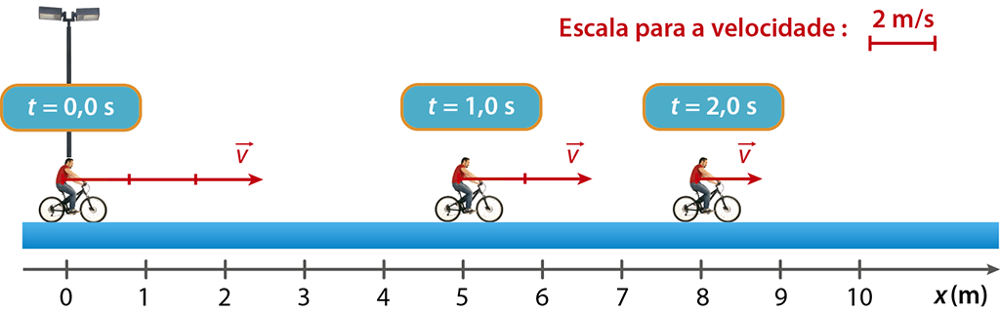 Escala para a velocidade : 2 m/s
t = 0,0 s
t = 1,0 s
t = 2,0 s
v
v
v
0 1 2 3 4 5 6 7 8 9 10 x (m)